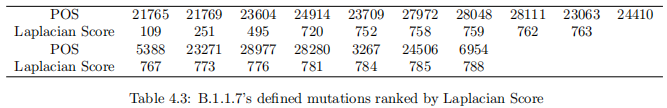 POS 21765 21769 23604 24914 23709 27972 28048 28111 23063 24410
Laplacian Score 109 251 495 720 752 758 759 762 763
POS 5388 23271 28977 28280 3267 24506 6954
Laplacian Score 767 773 776 781 784 785 788
Table 4.3: B.1.1.7's defined mutations ranked by Laplacian Score